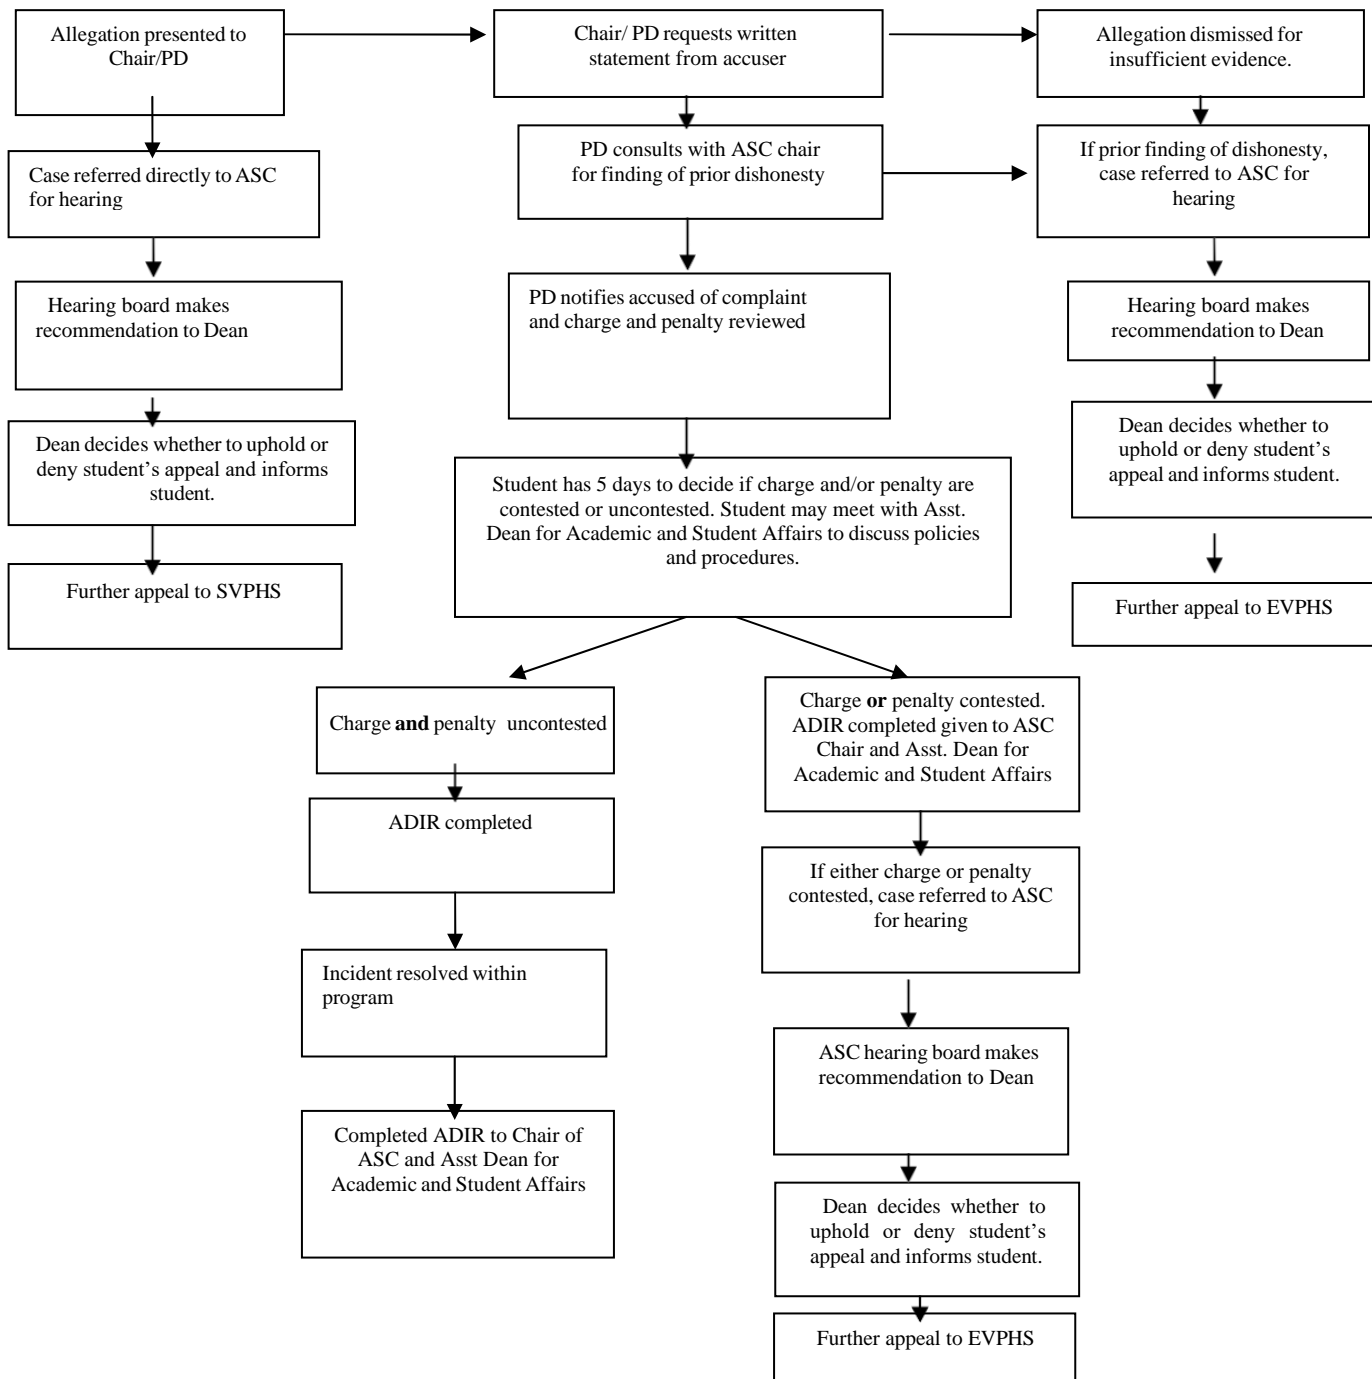 Allegation presented to
Chair/PD
Chair/ PD requests written
statement from accuser
Allegation dismissed for
insufficient evidence.
Case referred directly to ASC
for hearing
PD consults with ASC chair
for finding of prior dishonesty
If prior finding of dishonesty,
case referred to ASC for
hearing
Hearing board makes
recommendation to Dean
PD notifies accused of complaint
and charge and penalty reviewed
Hearing board makes
recommendation to Dean
Dean decides whether to uphold or
deny student’s appeal and informs
student.
Student has 5 days to decide if charge and/or penalty are
contested or uncontested. Student may meet with Asst.
Dean for Academic and Student Affairs to discuss policies
and procedures.
Dean decides whether to
uphold or deny student’s
appeal and informs student.
Further appeal to SVPHS
Further appeal to EVPHS
Charge and penalty uncontested
Charge or penalty contested.
ADIR completed given to ASC
Chair and Asst. Dean for
Academic and Student Affairs
ADIR completed
If either charge or penalty
contested, case referred to ASC
for hearing
Incident resolved within
program
ASC hearing board makes
recommendation to Dean
Completed ADIR to Chair of
ASC and Asst Dean for
Academic and Student Affairs
Dean decides whether to
uphold or deny student’s
appeal and informs student.
Further appeal to EVPHS